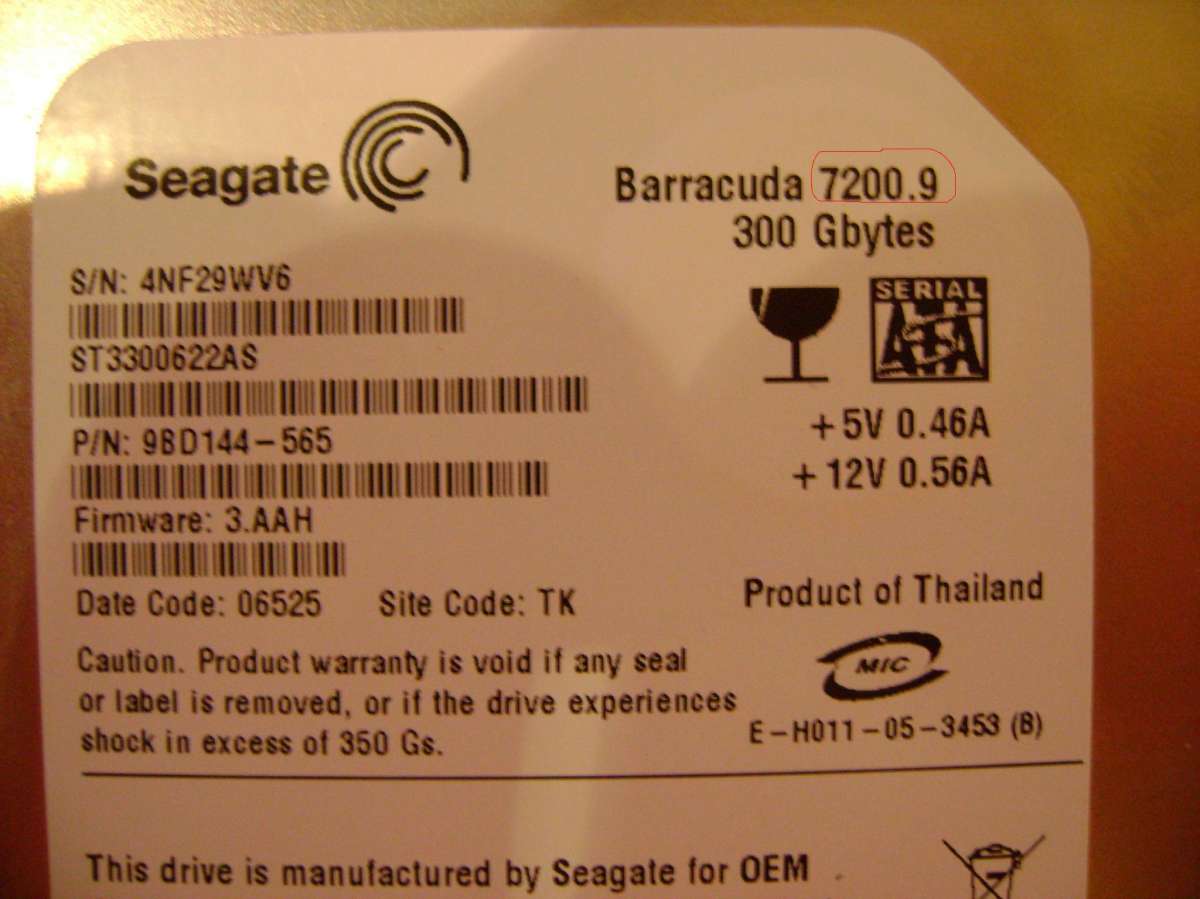 Seagate
Barracuda 7200.9
300 Gbytes
S/N: 4NF29WV6
ST3300622AS
P/N: 9BD144-565
Firmware: 3.AAH
Date Code: 06525 Site Code: TK
SERIAL
ATA
+5V 0.46A
+12V 0.56A
Product of Thailand
MIC
E-H011-05-3453 (B)
Caution. Product warranty is void if any seal
or label is removed, or if the drive experiences
shock in excess of 350 Gs.
This drive is manufactured by Seagate for OEM